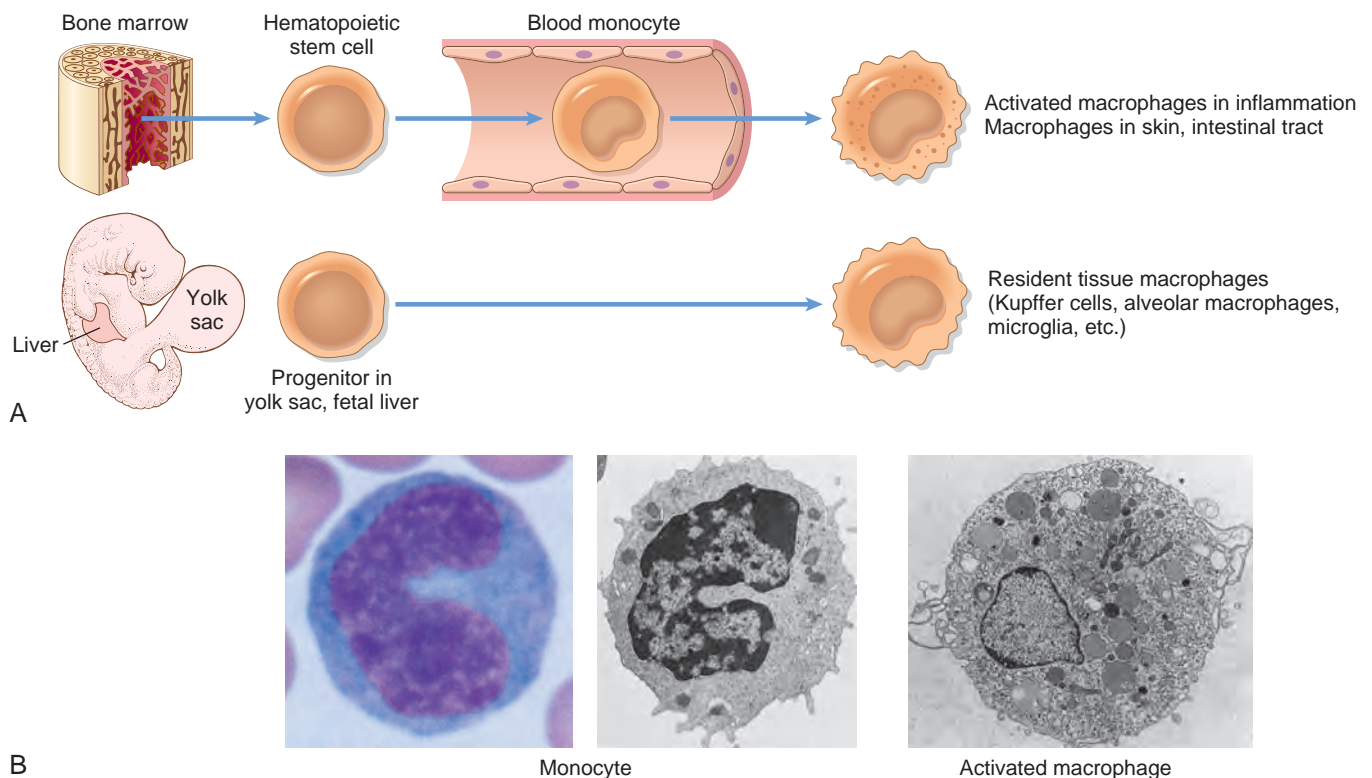 Bone marrow
Hematopoietic
stem cell
Blood monocyte
Activated macrophages in inflammation
Macrophages in skin, intestinal tract
Yolk
sac
Liver
Progenitor in
yolk sac, fetal liver
Resident tissue macrophages
(Kupffer cells, alveolar macrophages,
microglia, etc.)
A
B
Monocyte
Activated macrophage